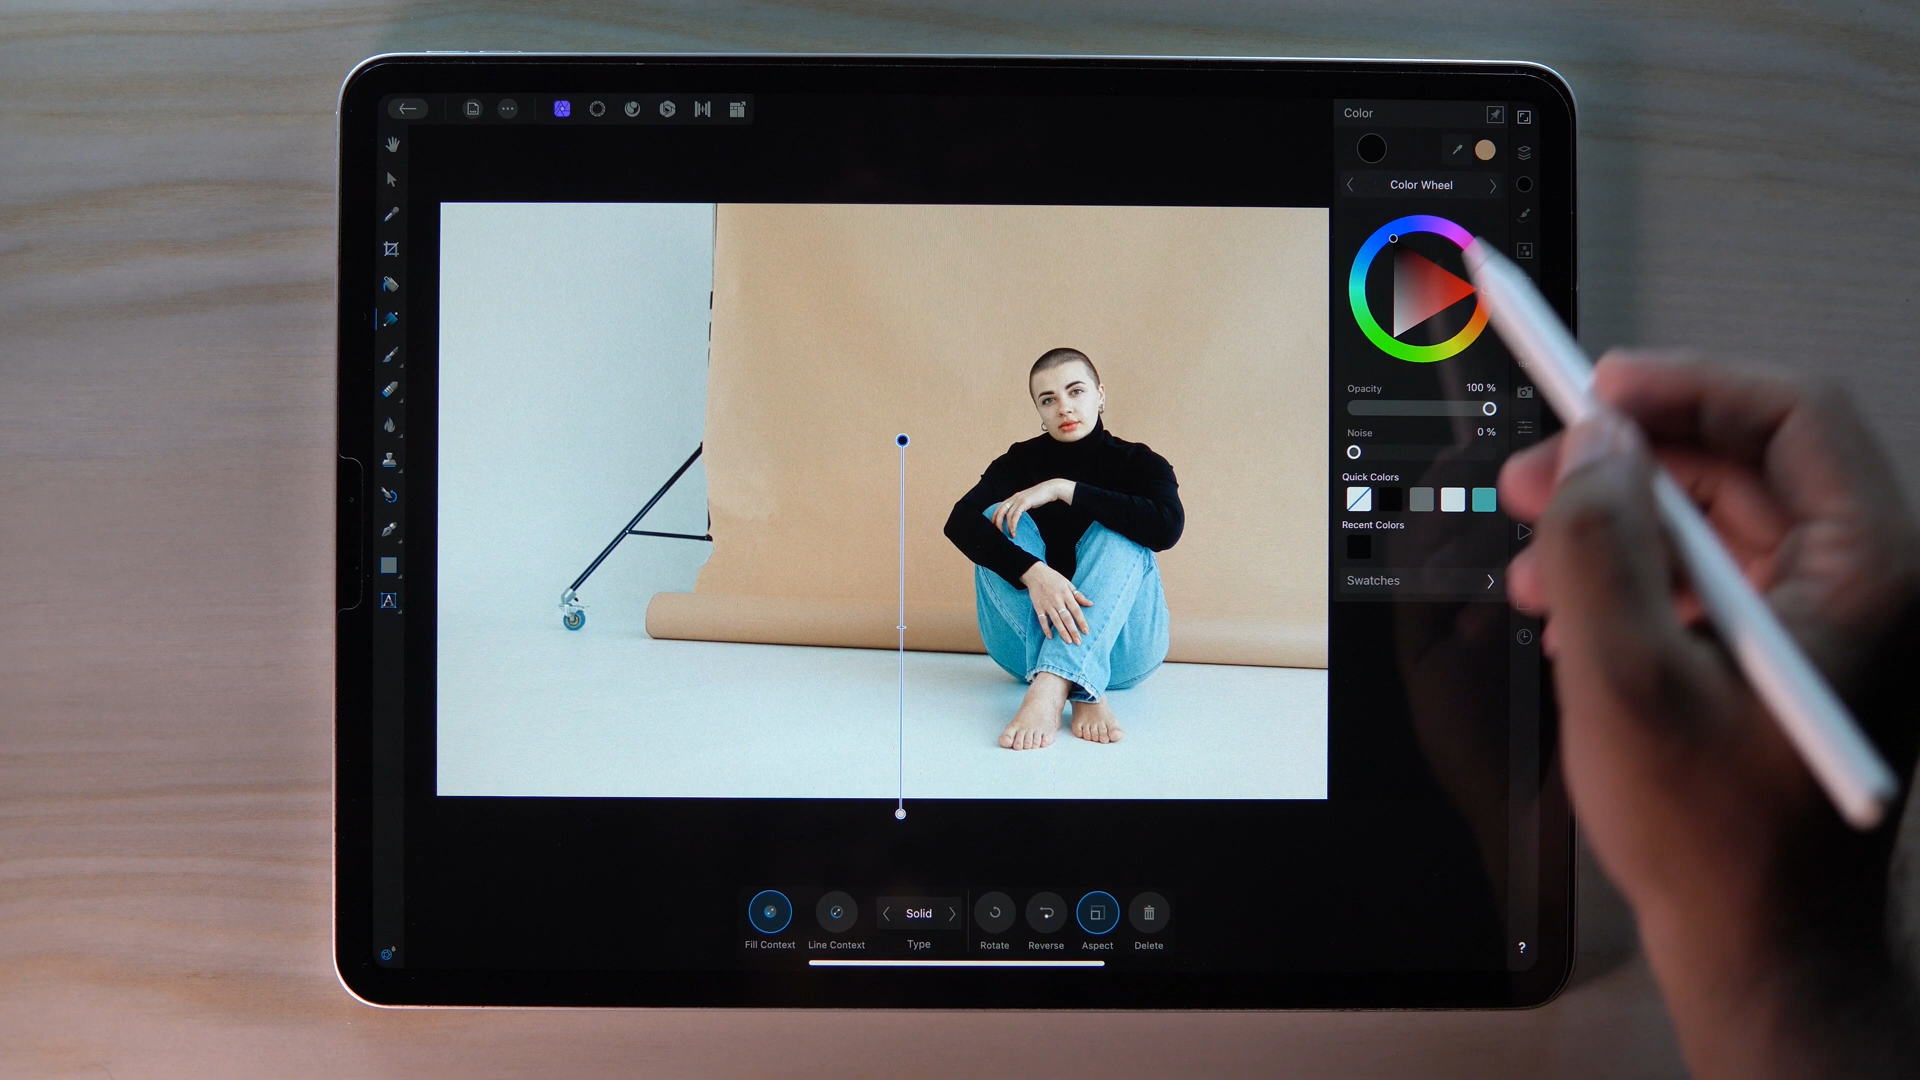 Color
Color Wheel
Opacity 100 %
Noise 0 %
Quick Colors
Recent Colors
Swatches
A
Solid
Fill Context Line Context Type Rotate Reverse Aspect Delete
?